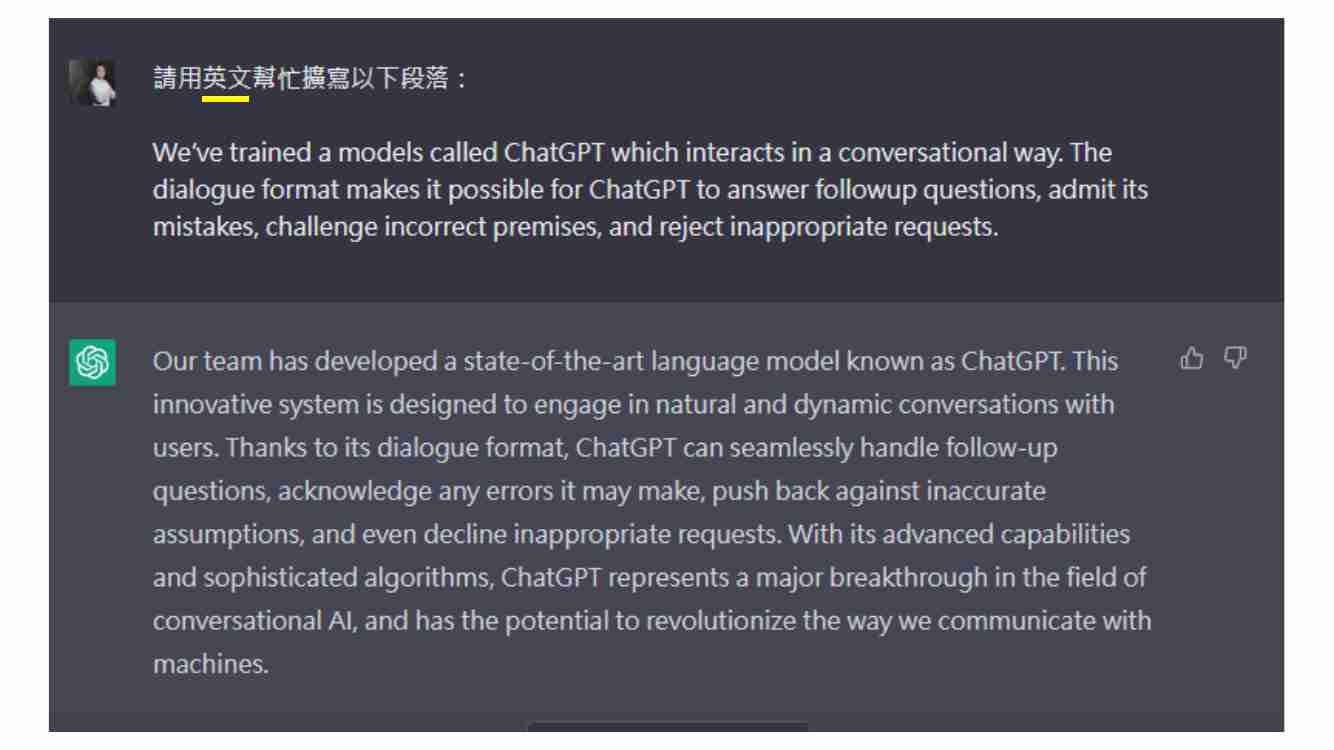 請用英文幫忙擴寫以下段落：
We’ve trained a models called ChatGPT which interacts in a conversational way. The
dialogue format makes it possible for ChatGPT to answer followup questions, admit its
mistakes, challenge incorrect premises, and reject inappropriate requests.
Our team has developed a state-of-the-art language model known as ChatGPT. This
innovative system is designed to engage in natural and dynamic conversations with
users. Thanks to its dialogue format, ChatGPT can seamlessly handle follow-up
questions, acknowledge any errors it may make, push back against inaccurate
assumptions, and even decline inappropriate requests. With its advanced capabilities
and sophisticated algorithms, ChatGPT represents a major breakthrough in the field of
conversational AI, and has the potential to revolutionize the way we communicate with
machines.